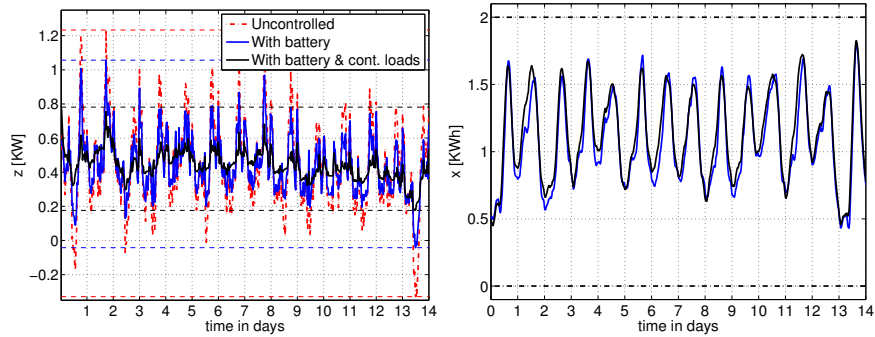 Uncontrolled
With battery
With battery & cont. loads
z [KW]
1.2
1
0.8
0.6
0.4
0.2
0
−0.2
1 2 3 4 5 6 7 8 9 10 11 12 13 14
time in days
x [KWh]
2
1.5
1
0.5
0
0 1 2 3 4 5 6 7 8 9 10 11 12 13 14
time in days